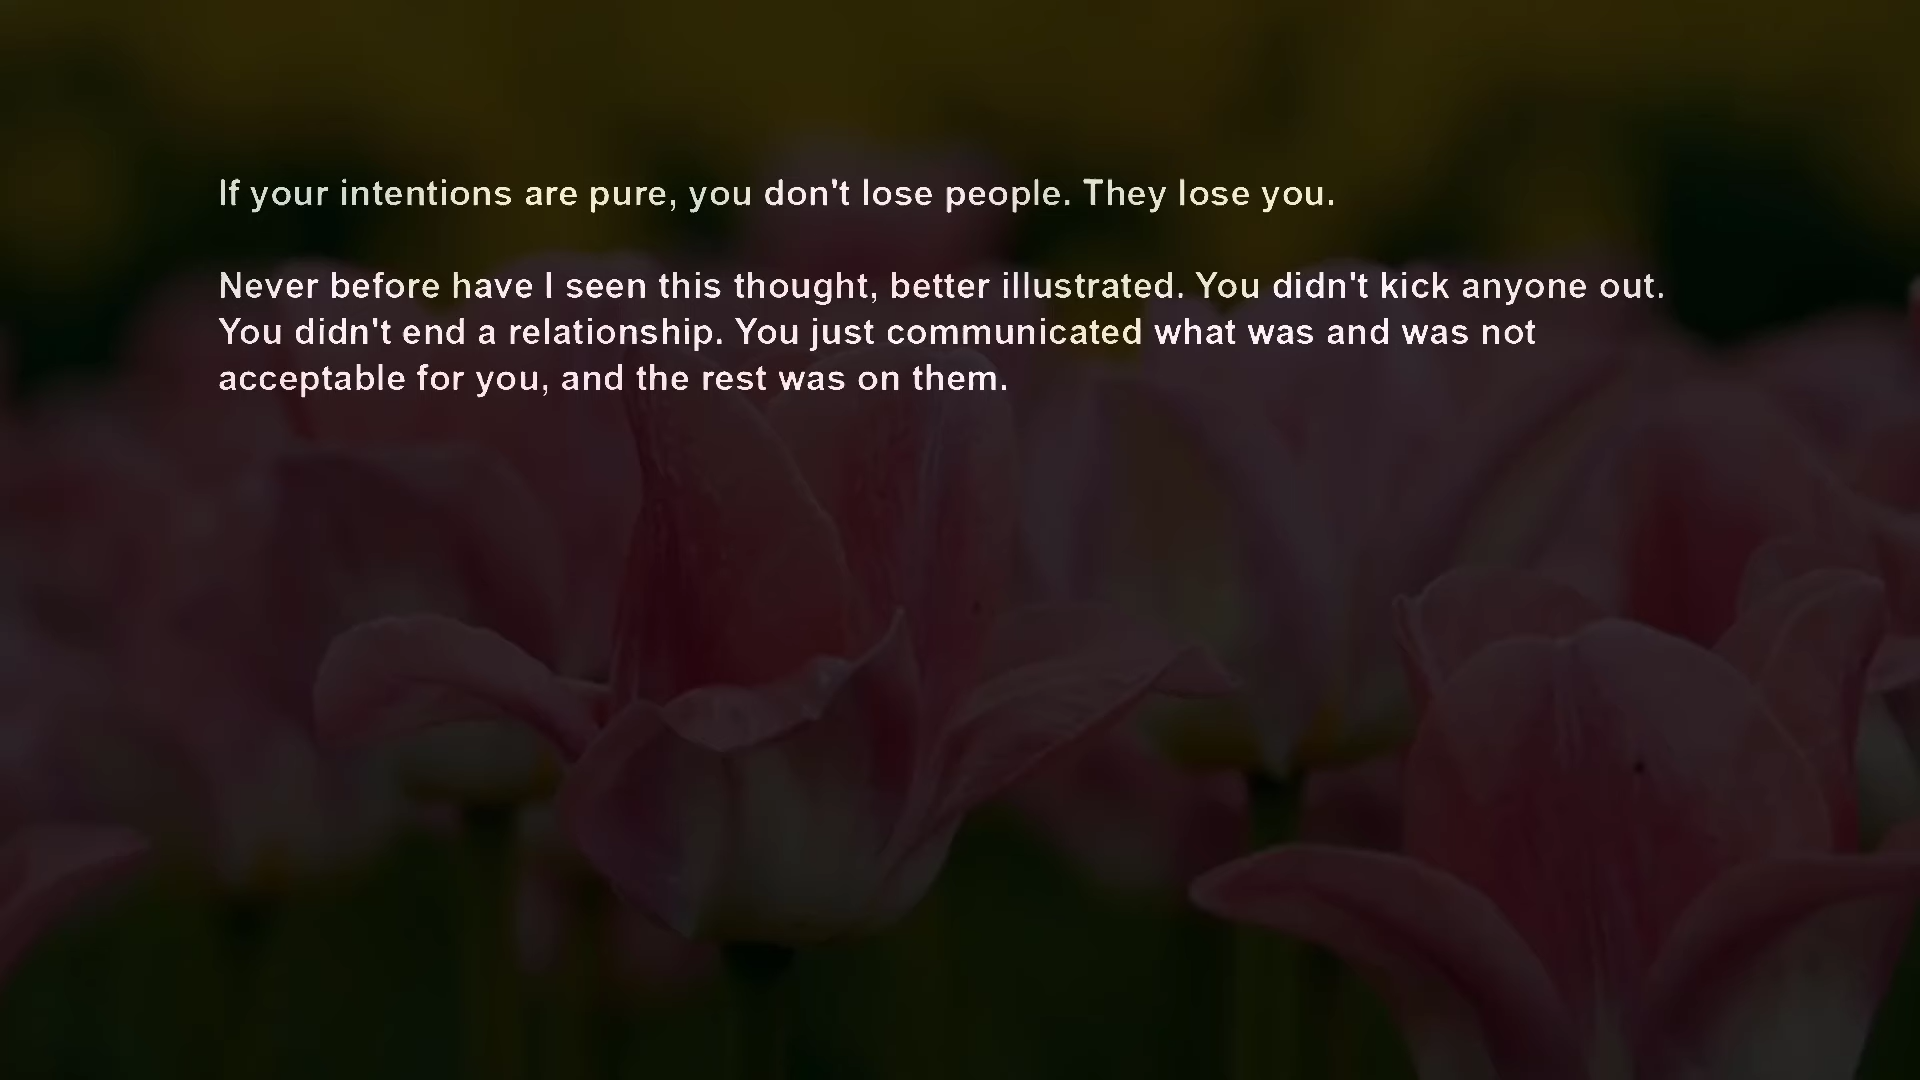 If your intentions are pure, you don't lose people. They lose you.
Never before have I seen this thought, better illustrated. You didn't kick anyone out.
You didn't end a relationship. You just communicated what was and was not
acceptable for you, and the rest was on them.